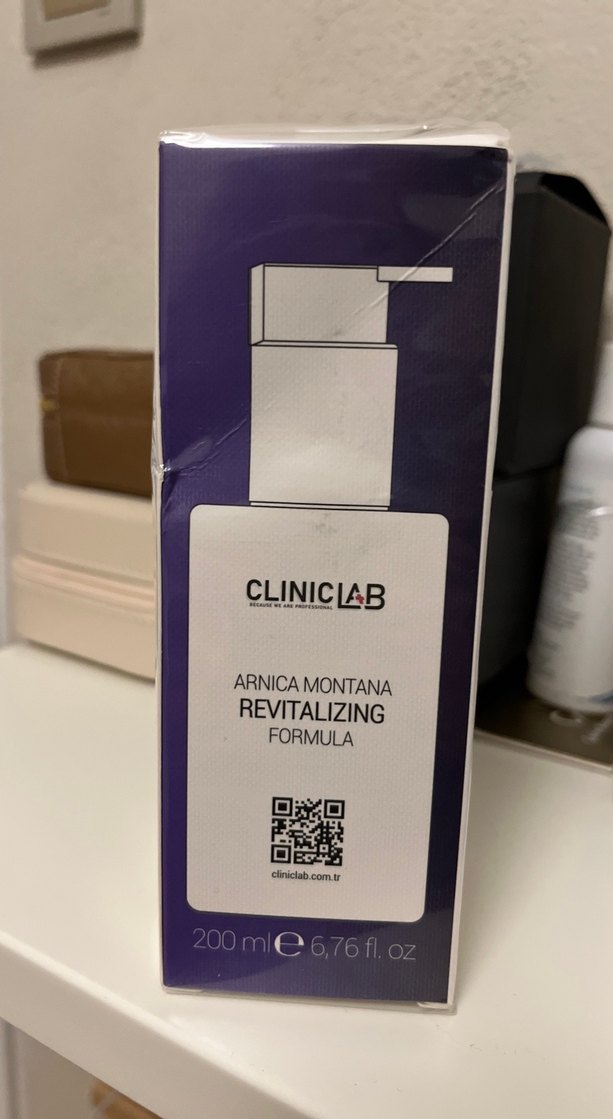 CLINICLAB
BECAUSE WE ARE PROFESSIONAL
ARNICA MONTANA
REVITALIZING
FORMULA
cliniclab.com.tr
200 ml e 6,76 fl. oz